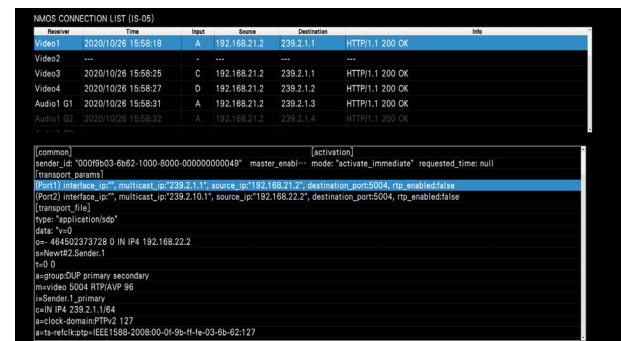 NMOS CONNECTION LIST (IS-05)
Receiver Time Input Source Destination Info
Video1 2020/10/26 15:58:18 A 192.168.21.2 239.2.1.1 HTTP/1.1 200 OK
Video2 --- - --- --- ---
Video3 2020/10/26 15:58:25 C 192.168.21.2 239.2.1.1 HTTP/1.1 200 OK
Video4 2020/10/26 15:58:27 D 192.168.21.2 239.2.1.2 HTTP/1.1 200 OK
Audio1 G1 2020/10/26 15:58:31 A 192.168.21.2 239.2.1.3 HTTP/1.1 200 OK
Audio1 G2 2020/10/26 15:58:32 A 192.168.21.2 239.2.1.4 HTTP/1.1 200 OK
[common] [activation]
sender_id: "000f9b03-6b62-1000-8000-000000000049" master_enabl··· mode: "activate_immediate" requested_time: null
[transport_params]
(Port1) interface_ip:"", multicast_ip:"239.2.1.1", source_ip:"192.168.21.2", destination_port:5004, rtp_enabled:false
(Port2) interface_ip:"", multicast_ip:"239.2.10.1", source_ip:"192.168.22.2", destination_port:5004, rtp_enabled:false
[transport_file]
type: "application/sdp"
data: "v=0
o=- 464502373728 0 IN IP4 192.168.22.2
s=Newt#2.Sender.1
t=0 0
a=group:DUP primary secondary
m=video 5004 RTP/AVP 96
i=Sender.1_primary
c=IN IP4 239.2.1.1/64
a=clock-domain:PTPv2 127
a=ts-refclk:ptp=IEEE1588-2008:00-0f-9b-ff-fe-03-6b-62:127